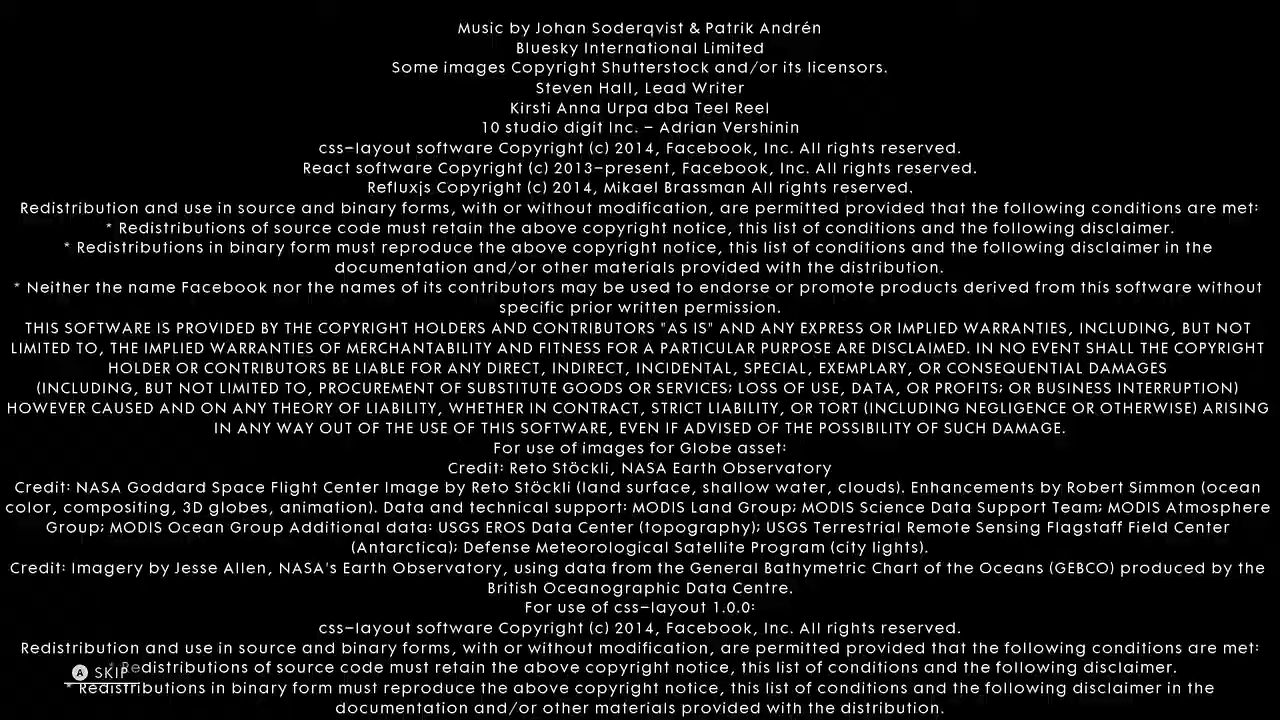 Music by Johan Soderqvist & Patrik Andrén
Bluesky International Limited
Some images Copyright Shutterstock and/or its licensors.
Steven Hall, Lead Writer
Kirsti Anna Urpa dba Teel Reel
10 studio digit Inc. - Adrian Vershinin
css-layout software Copyright (c) 2014, Facebook, Inc. All rights reserved.
React software Copyright (c) 2013-present, Facebook, Inc. All rights reserved.
Refluxjs Copyright (c) 2014, Mikael Brassman All rights reserved.
Redistribution and use in source and binary forms, with or without modification, are permitted provided that the following conditions are met:
* Redistributions of source code must retain the above copyright notice, this list of conditions and the following disclaimer.
* Redistributions in binary form must reproduce the above copyright notice, this list of conditions and the following disclaimer in the
documentation and/or other materials provided with the distribution.
* Neither the name Facebook nor the names of its contributors may be used to endorse or promote products derived from this software without
specific prior written permission.
THIS SOFTWARE IS PROVIDED BY THE COPYRIGHT HOLDERS AND CONTRIBUTORS "AS IS" AND ANY EXPRESS OR IMPLIED WARRANTIES, INCLUDING, BUT NOT
LIMITED TO, THE IMPLIED WARRANTIES OF MERCHANTABILITY AND FITNESS FOR A PARTICULAR PURPOSE ARE DISCLAIMED. IN NO EVENT SHALL THE COPYRIGHT
HOLDER OR CONTRIBUTORS BE LIABLE FOR ANY DIRECT, INDIRECT, INCIDENTAL, SPECIAL, EXEMPLARY, OR CONSEQUENTIAL DAMAGES
(INCLUDING, BUT NOT LIMITED TO, PROCUREMENT OF SUBSTITUTE GOODS OR SERVICES; LOSS OF USE, DATA, OR PROFITS; OR BUSINESS INTERRUPTION)
HOWEVER CAUSED AND ON ANY THEORY OF LIABILITY, WHETHER IN CONTRACT, STRICT LIABILITY, OR TORT (INCLUDING NEGLIGENCE OR OTHERWISE) ARISING
IN ANY WAY OUT OF THE USE OF THIS SOFTWARE, EVEN IF ADVISED OF THE POSSIBILITY OF SUCH DAMAGE.
For use of images for Globe asset:
Credit: Reto Stöckli, NASA Earth Observatory
Credit: NASA Goddard Space Flight Center Image by Reto Stöckli (land surface, shallow water, clouds). Enhancements by Robert Simmon (ocean
color, compositing, 3D globes, animation). Data and technical support: MODIS Land Group; MODIS Science Data Support Team; MODIS Atmosphere
Group; MODIS Ocean Group Additional data: USGS EROS Data Center (topography); USGS Terrestrial Remote Sensing Flagstaff Field Center
(Antarctica); Defense Meteorological Satellite Program (city lights).
Credit: Imagery by Jesse Allen, NASA's Earth Observatory, using data from the General Bathymetric Chart of the Oceans (GEBCO) produced by the
British Oceanographic Data Centre.
For use of css-layout 1.0.0:
css-layout software Copyright (c) 2014, Facebook, Inc. All rights reserved.
Redistribution and use in source and binary forms, with or without modification, are permitted provided that the following conditions are met:
* Redistributions of source code must retain the above copyright notice, this list of conditions and the following disclaimer.
A SKIP
* Redistributions in binary form must reproduce the above copyright notice, this list of conditions and the following disclaimer in the
documentation and/or other materials provided with the distribution.